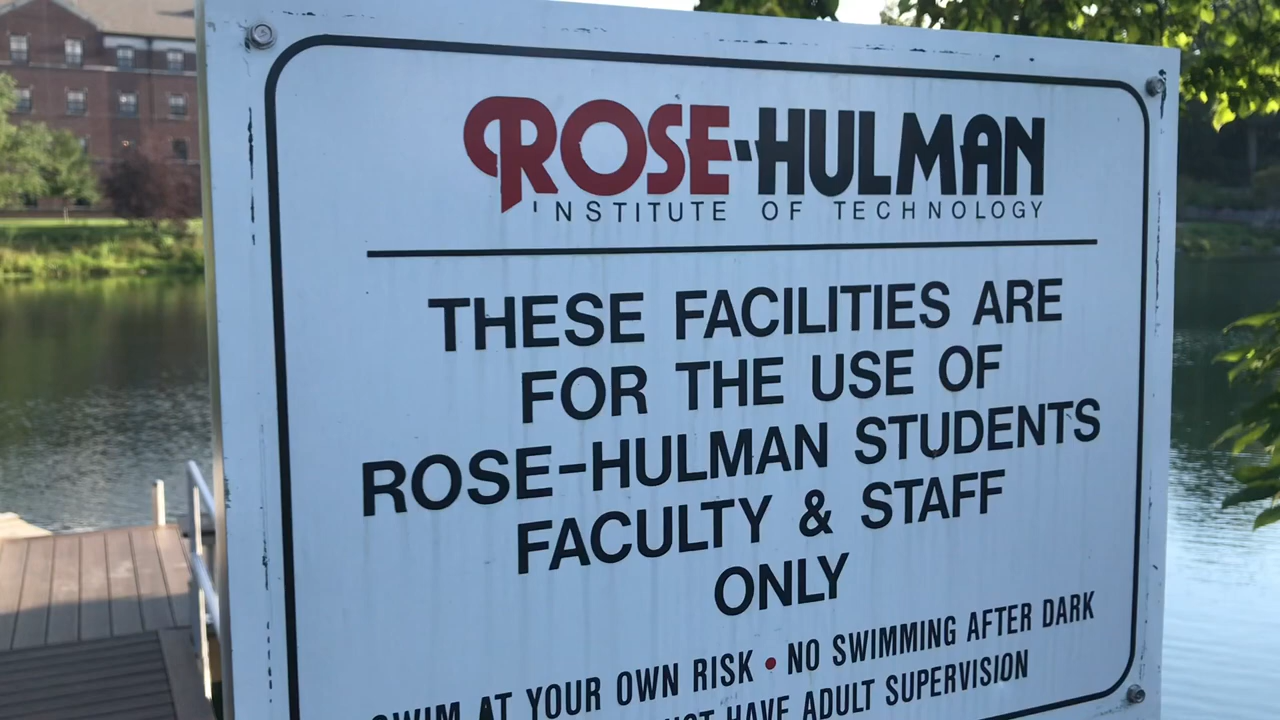 ROSE-HULMAN
INSTITUTE OF TECHNOLOGY
THESE FACILITIES ARE
FOR THE USE OF
ROSE-HULMAN STUDENTS
FACULTY & STAFF
ONLY
SWIM AT YOUR OWN RISK • NO SWIMMING AFTER DARK
HAVE ADULT SUPERVISION